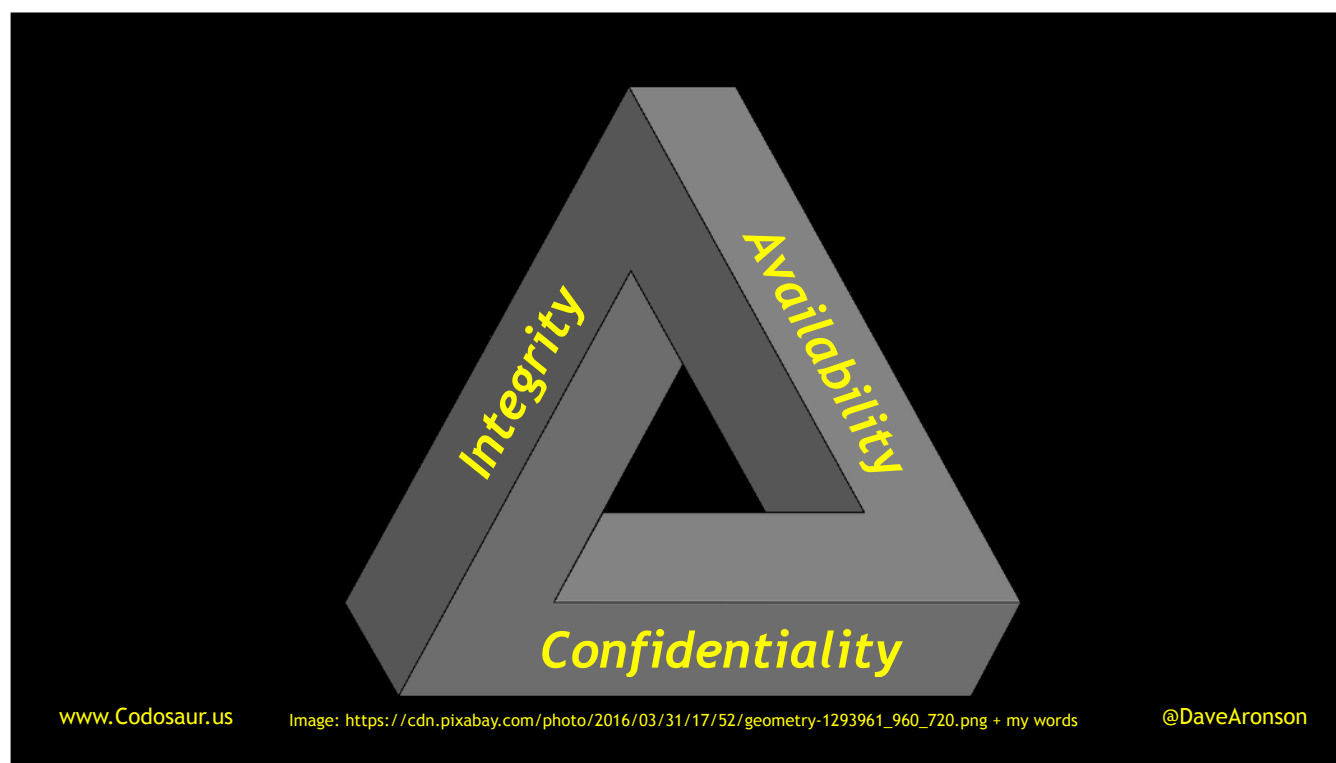 Integrity
Availability
Confidentiality
www.Codosaur.us
Image: https://cdn.pixabay.com/photo/2016/03/31/17/52/geometry-1293961_960_720.png + my words
@DaveAronson